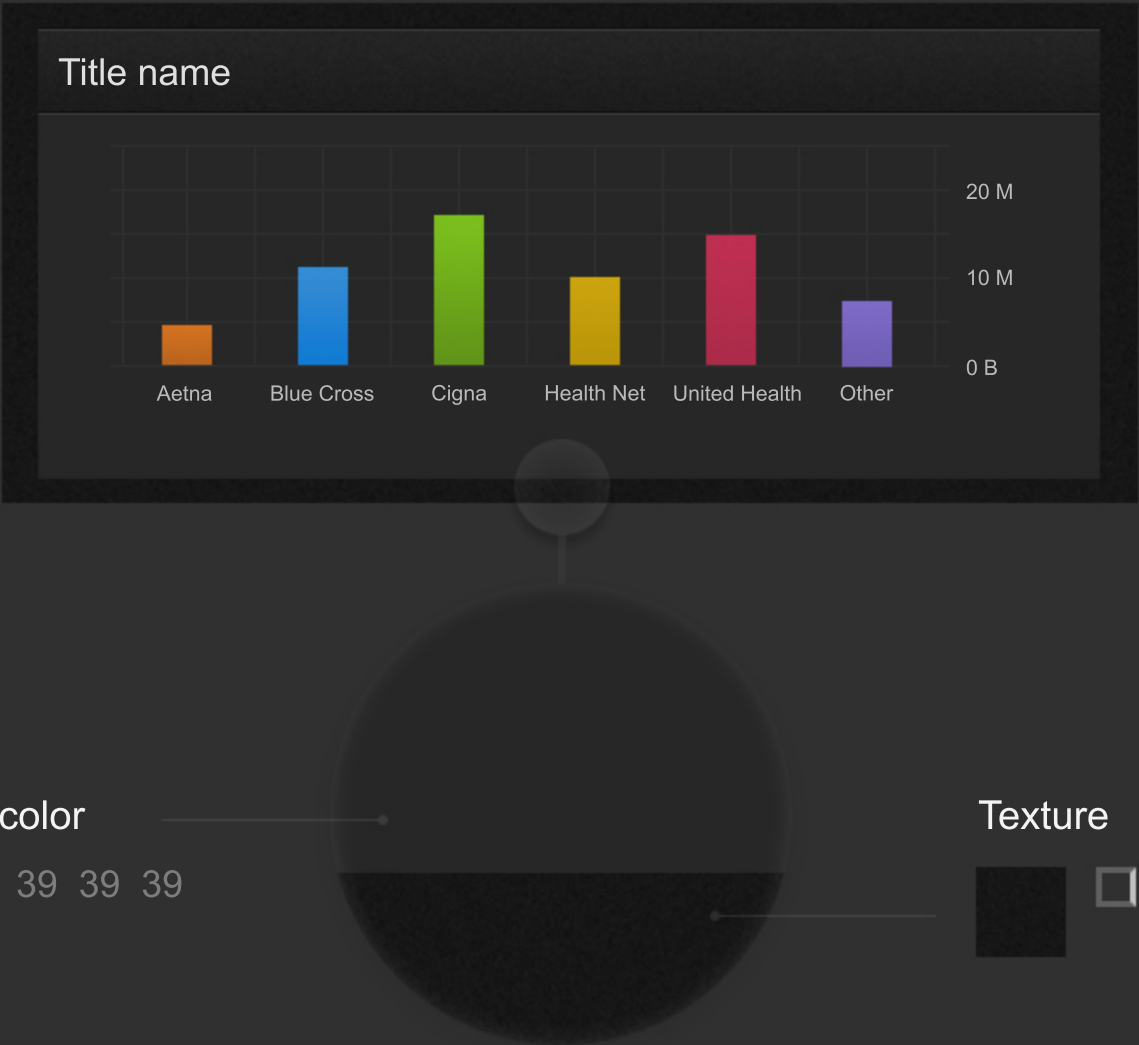 Title name
20 M
10 M
0 B
Aetna Blue Cross Cigna Health Net United Health Other
color
39 39 39
Texture